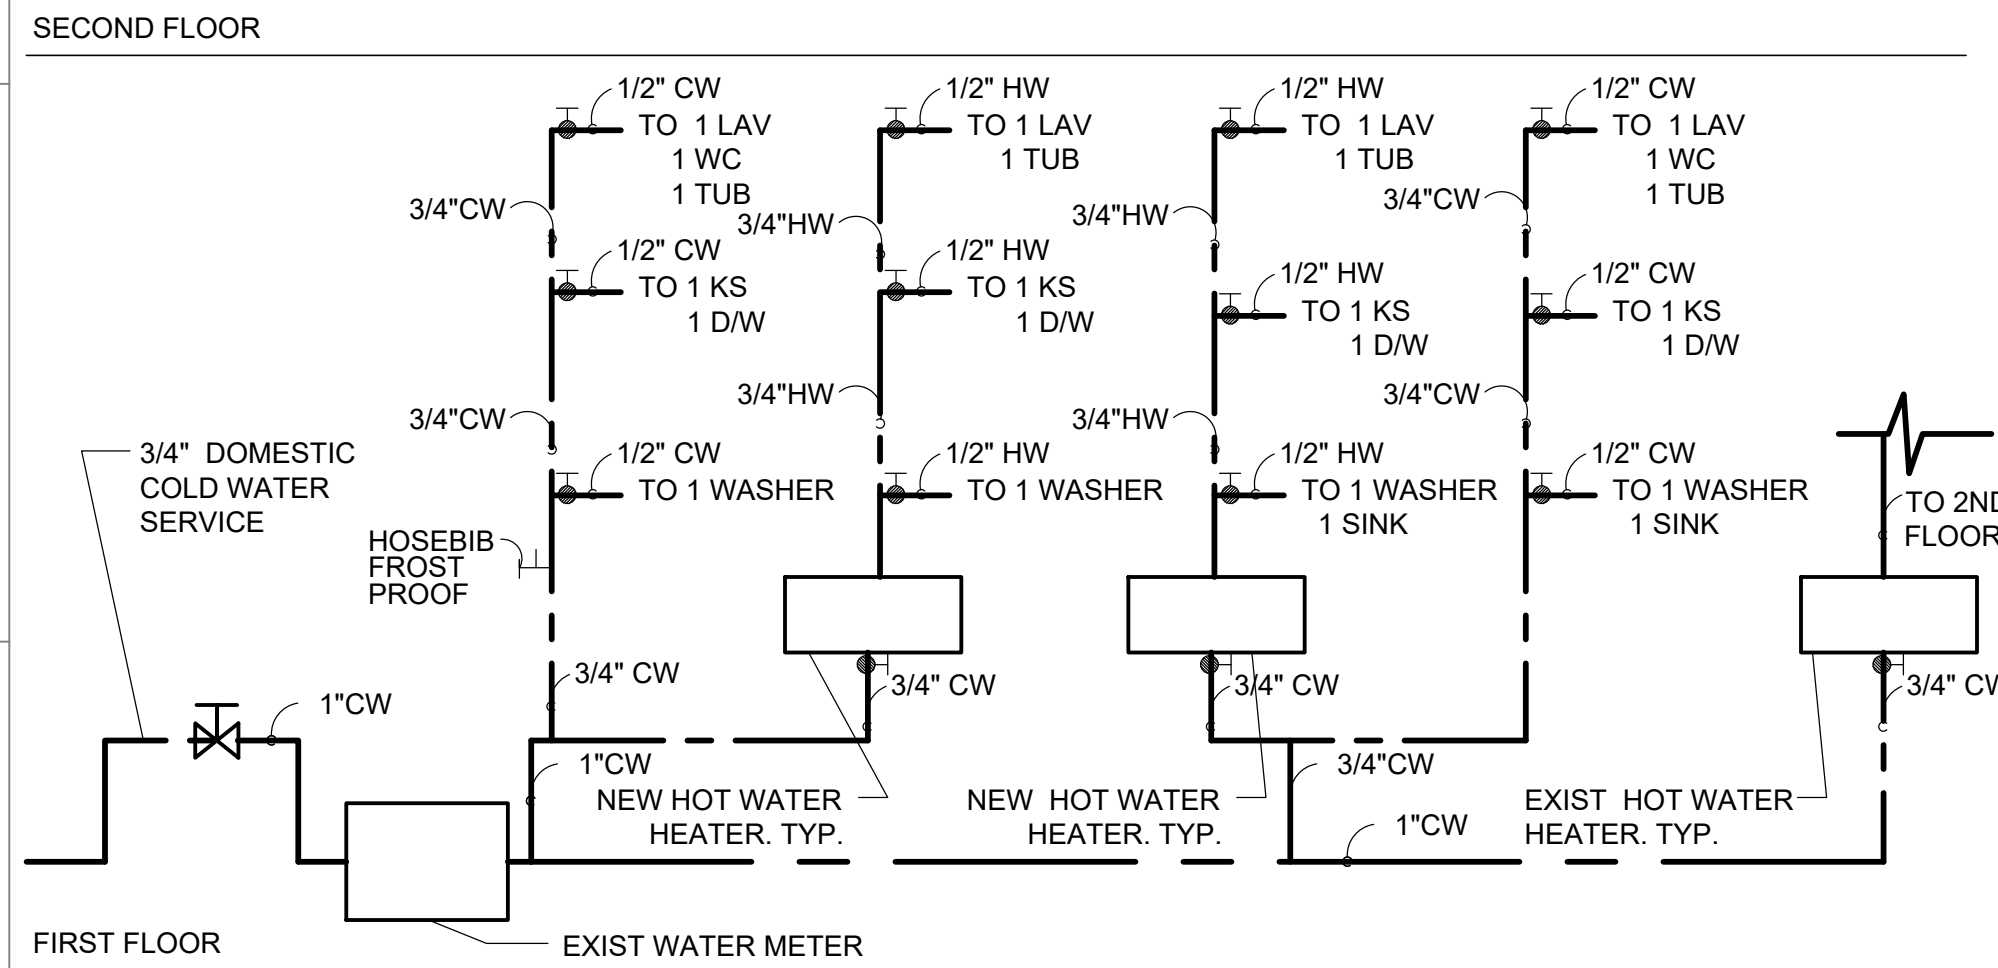 SECOND FLOOR
1/2" CW
TO 1 LAV
1 WC
1 TUB
3/4"CW
1/2" CW
TO 1 KS
1 D/W
3/4"CW
1/2" CW
TO 1 WASHER
HOSEBIB
FROST
PROOF
3/4" CW
1/2" HW
TO 1 LAV
1 TUB
3/4"HW
1/2" HW
TO 1 KS
1 D/W
3/4"HW
1/2" HW
TO 1 WASHER
3/4" CW
1/2" HW
TO 1 LAV
1 TUB
3/4"HW
1/2" HW
TO 1 KS
1 D/W
3/4"HW
1/2" HW
TO 1 WASHER
1 SINK
3/4" CW
1/2" CW
TO 1 LAV
1 WC
1 TUB
3/4"CW
1/2" CW
TO 1 KS
1 D/W
3/4"CW
1/2" CW
TO 1 WASHER
1 SINK
TO 2ND
FLOOR
3/4" CW
3/4" DOMESTIC
COLD WATER
SERVICE
1"CW
1"CW
NEW HOT WATER
HEATER. TYP.
NEW HOT WATER
HEATER. TYP.
3/4"CW
1"CW
EXIST HOT WATER
HEATER. TYP.
FIRST FLOOR
EXIST WATER METER